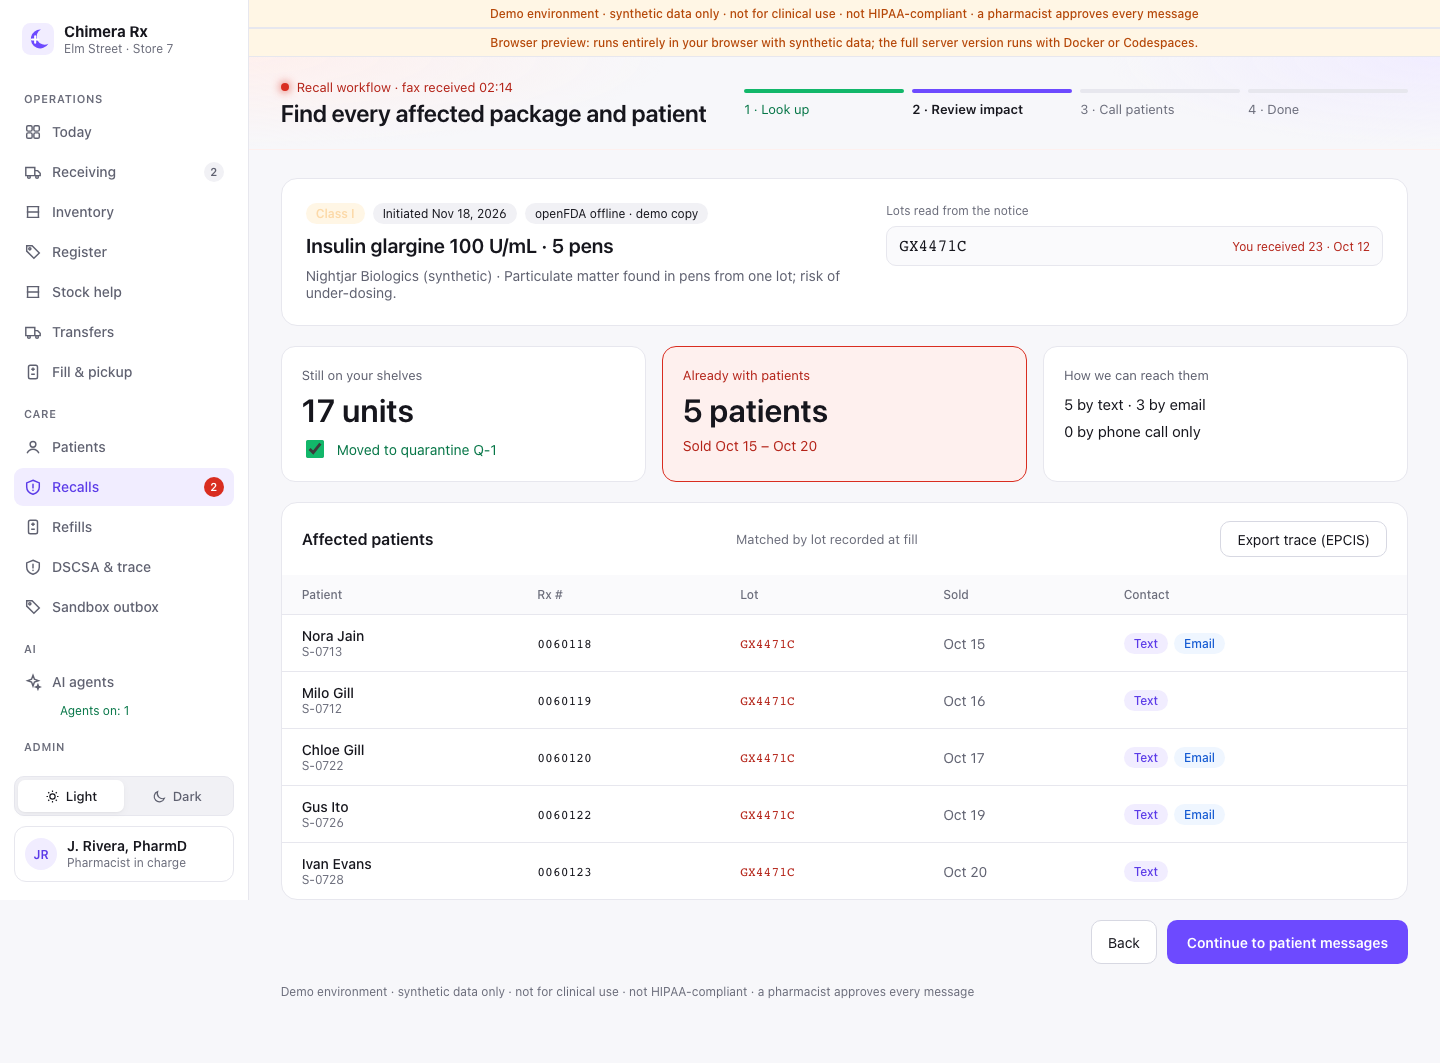 Chimera Rx
Elm Street · Store 7
OPERATIONS
Today
Receiving 2
Inventory
Register
Stock help
Transfers
Fill & pickup
CARE
Patients
Recalls 2
Refills
DSCSA & trace
Sandbox outbox
AI
AI agents
Agents on: 1
ADMIN
Light Dark
JR
J. Rivera, PharmD
Pharmacist in charge
Demo environment · synthetic data only · not for clinical use · not HIPAA-compliant · a pharmacist approves every message
Browser preview: runs entirely in your browser with synthetic data; the full server version runs with Docker or Codespaces.
Recall workflow · fax received 02:14
Find every affected package and patient
1 · Look up
2 · Review impact
3 · Call patients
4 · Done
Class I Initiated Nov 18, 2026 openFDA offline · demo copy
Insulin glargine 100 U/mL · 5 pens
Nightjar Biologics (synthetic) · Particulate matter found in pens from one lot; risk of
under-dosing.
Lots read from the notice
GX4471C You received 23 · Oct 12
Still on your shelves
17 units
Moved to quarantine Q-1
Already with patients
5 patients
Sold Oct 15 – Oct 20
How we can reach them
5 by text · 3 by email
0 by phone call only
Affected patients Matched by lot recorded at fill Export trace (EPCIS)
Patient Rx # Lot Sold Contact
Nora Jain
S-0713
0060118 GX4471C Oct 15 Text Email
Milo Gill
S-0712
0060119 GX4471C Oct 16 Text
Chloe Gill
S-0722
0060120 GX4471C Oct 17 Text Email
Gus Ito
S-0726
0060122 GX4471C Oct 19 Text Email
Ivan Evans
S-0728
0060123 GX4471C Oct 20 Text
Back Continue to patient messages
Demo environment · synthetic data only · not for clinical use · not HIPAA-compliant · a pharmacist approves every message